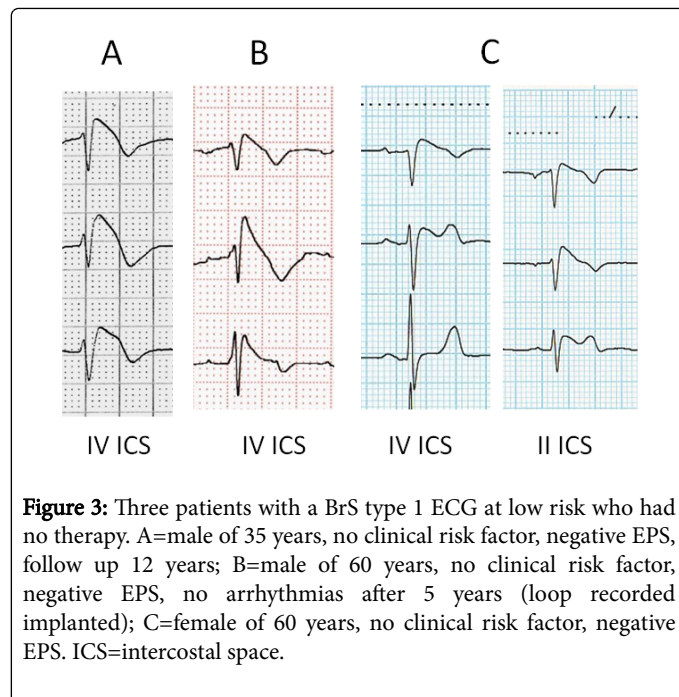 A
B
C
IV ICS
IV ICS
IV ICS
II ICS
Figure 3: Three patients with a BrS type 1 ECG at low risk who had
no therapy. A=male of 35 years, no clinical risk factor, negative EPS,
follow up 12 years; B=male of 60 years, no clinical risk factor,
negative EPS, no arrhythmias after 5 years (loop recorded
implanted); C=female of 60 years, no clinical risk factor, negative
EPS. ICS=intercostal space.